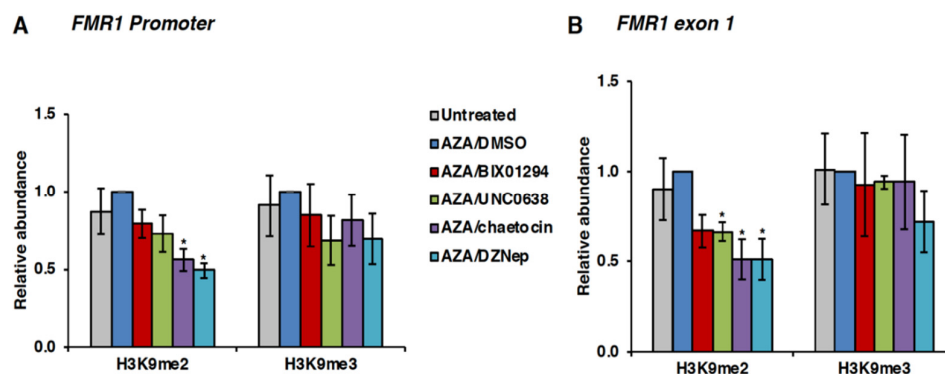 A FMR1 Promoter
Relative abundance
1.5
1.0
0.5
0.0
*
*
H3K9me2 H3K9me3
Untreated
AZA/DMSO
AZA/BIX01294
AZA/UNC0638
AZA/chaetocin
AZA/DZNep
B FMR1 exon 1
Relative abundance
1.5
1.0
0.5
0.0
*
* *
H3K9me2 H3K9me3